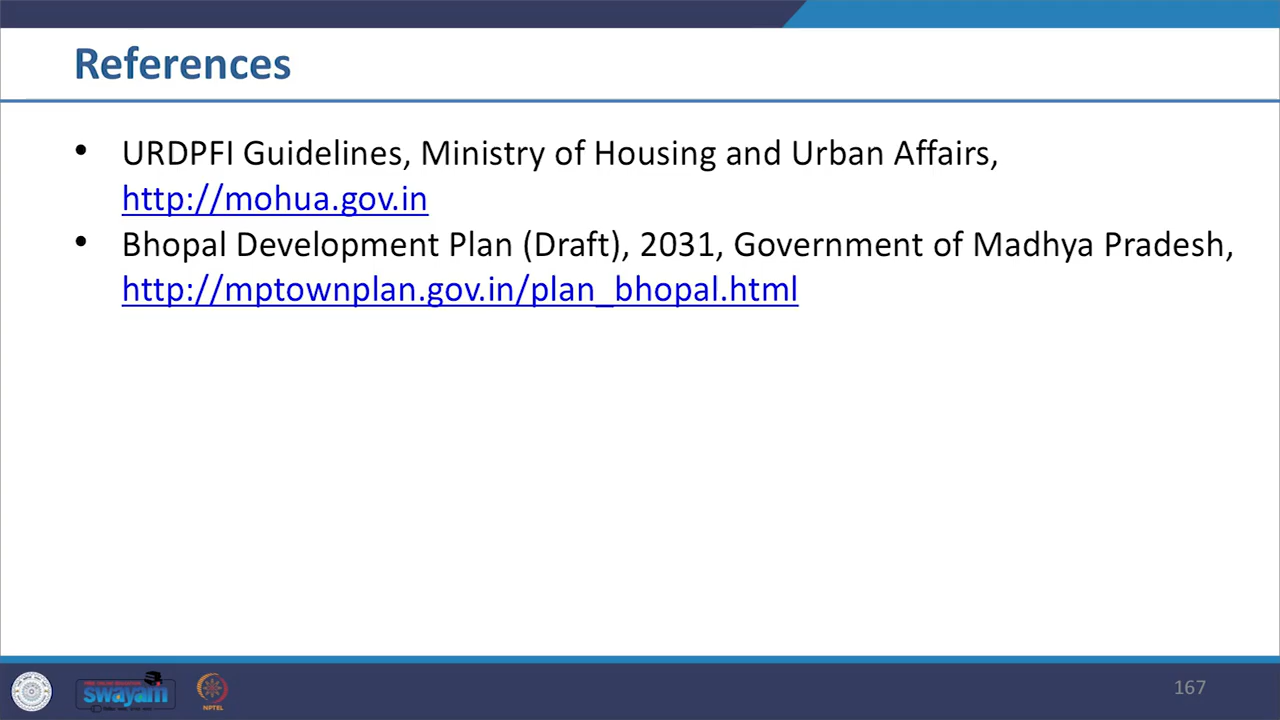 References
• URDPFI Guidelines, Ministry of Housing and Urban Affairs,
http://mohua.gov.in
• Bhopal Development Plan (Draft), 2031, Government of Madhya Pradesh,
http://mptownplan.gov.in/plan_bhopal.html
swayam
NPTEL
167